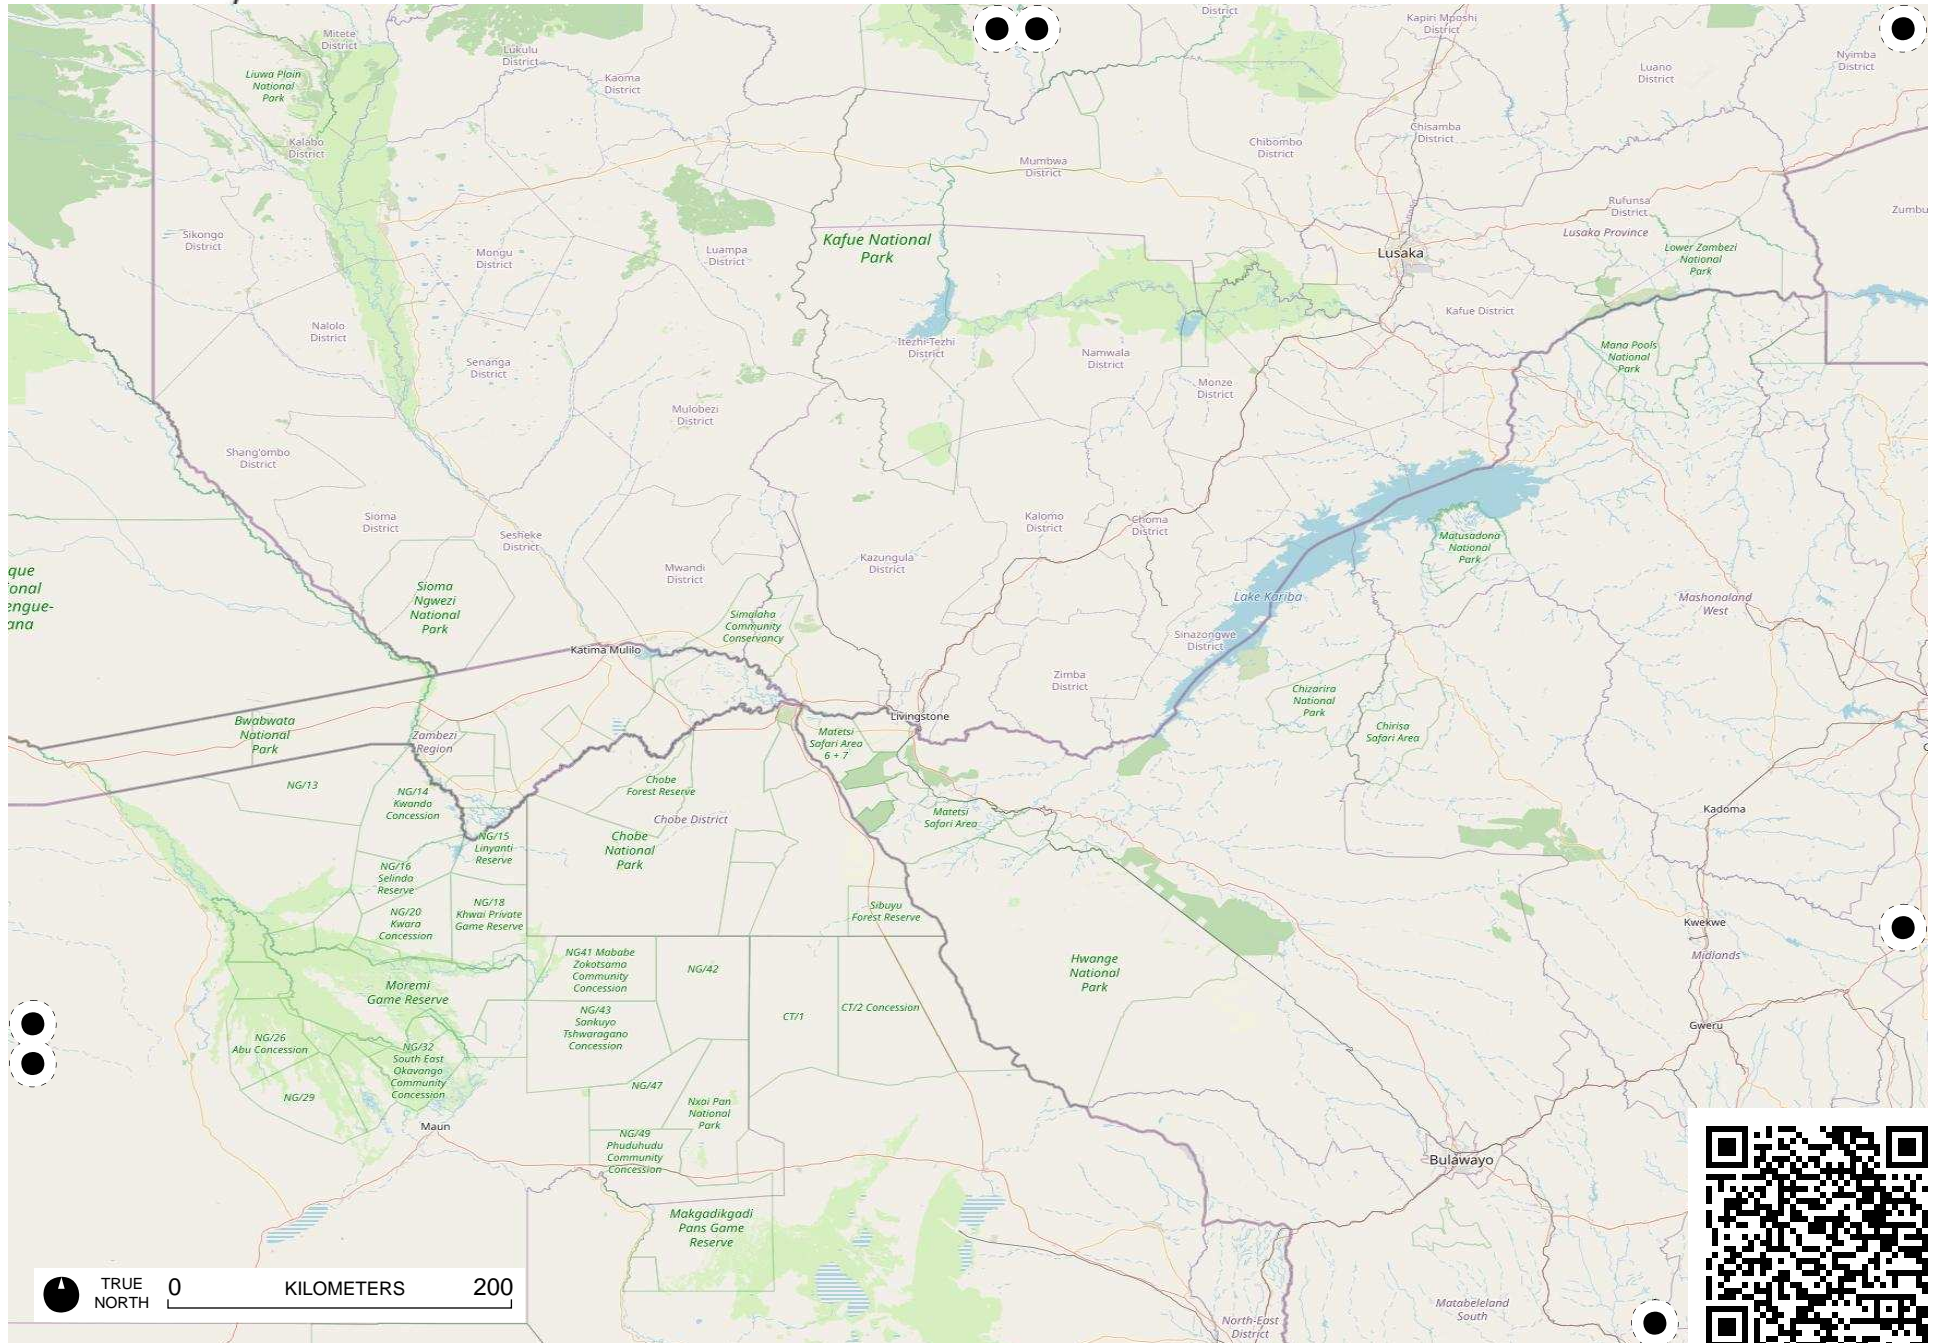 District
Kapiri Mposhi
District
Mitete
District
Lukulu
District
Kaoma
District
Liuwa Plain
National
Park
Luano
District
Nyimba
District
Kalabo
District
Mumbwa
District
Chibombo
District
Chisamba
District
Sikongo
District
Mongu
District
Luampa
District
Kafue National
Park
Lusaka
Rufunsa
District
Lusaka Province
Lower Zambezi
National
Park
Zumbu
Nalolo
District
Senanga
District
Itezhi-Tezhi
District
Namwala
District
Monze
District
Kafue District
Mana Pools
National
Park
Mulobezi
District
Shang'ombo
District
Sioma
District
Sesheke
District
Mwandi
District
Kazungula
District
Kalomo
District
Choma
District
Matusadona
National
Park
que
onal
engue-
ana
Sioma
Ngwezi
National
Park
Simalaha
Community
Conservancy
Lake Kariba
Sinazongwe
District
Mashonaland
West
Katima Mulilo
Zimba
District
Chizarira
National
Park
Chirisa
Safari Area
Bwabwata
National
Park
Zambezi
Region
Livingstone
Matetsi
Safari Area
6 + 7
NG/13
NG/14
Kwando
Concession
Chobe
Forest Reserve
Chobe District
Matetsi
Safari Area
Kadoma
NG/15
Linyanti
Reserve
Chobe
National
Park
NG/16
Selinda
Reserve
NG/18
Khwai Private
Game Reserve
NG/20
Kwara
Concession
Sibuyu
Forest Reserve
Kwekwe
Midlands
NG41 Mababe
Zokotsama
Community
Concession
NG/42
Hwange
National
Park
Moremi
Game Reserve
NG/43
Sankuyo
Tshwaragano
Concession
CT/1
CT/2 Concession
Gweru
NG/26
Abu Concession
NG/32
South East
Okavango
Community
Concession
NG/29
NG/47
Nxai Pan
National
Park
Maun
NG/49
Phuduhudu
Community
Concession
Bulawayo
Makgadikgadi
Pans Game
Reserve
TRUE
NORTH
0 KILOMETERS 200
North-East
District
Matabeleland
South